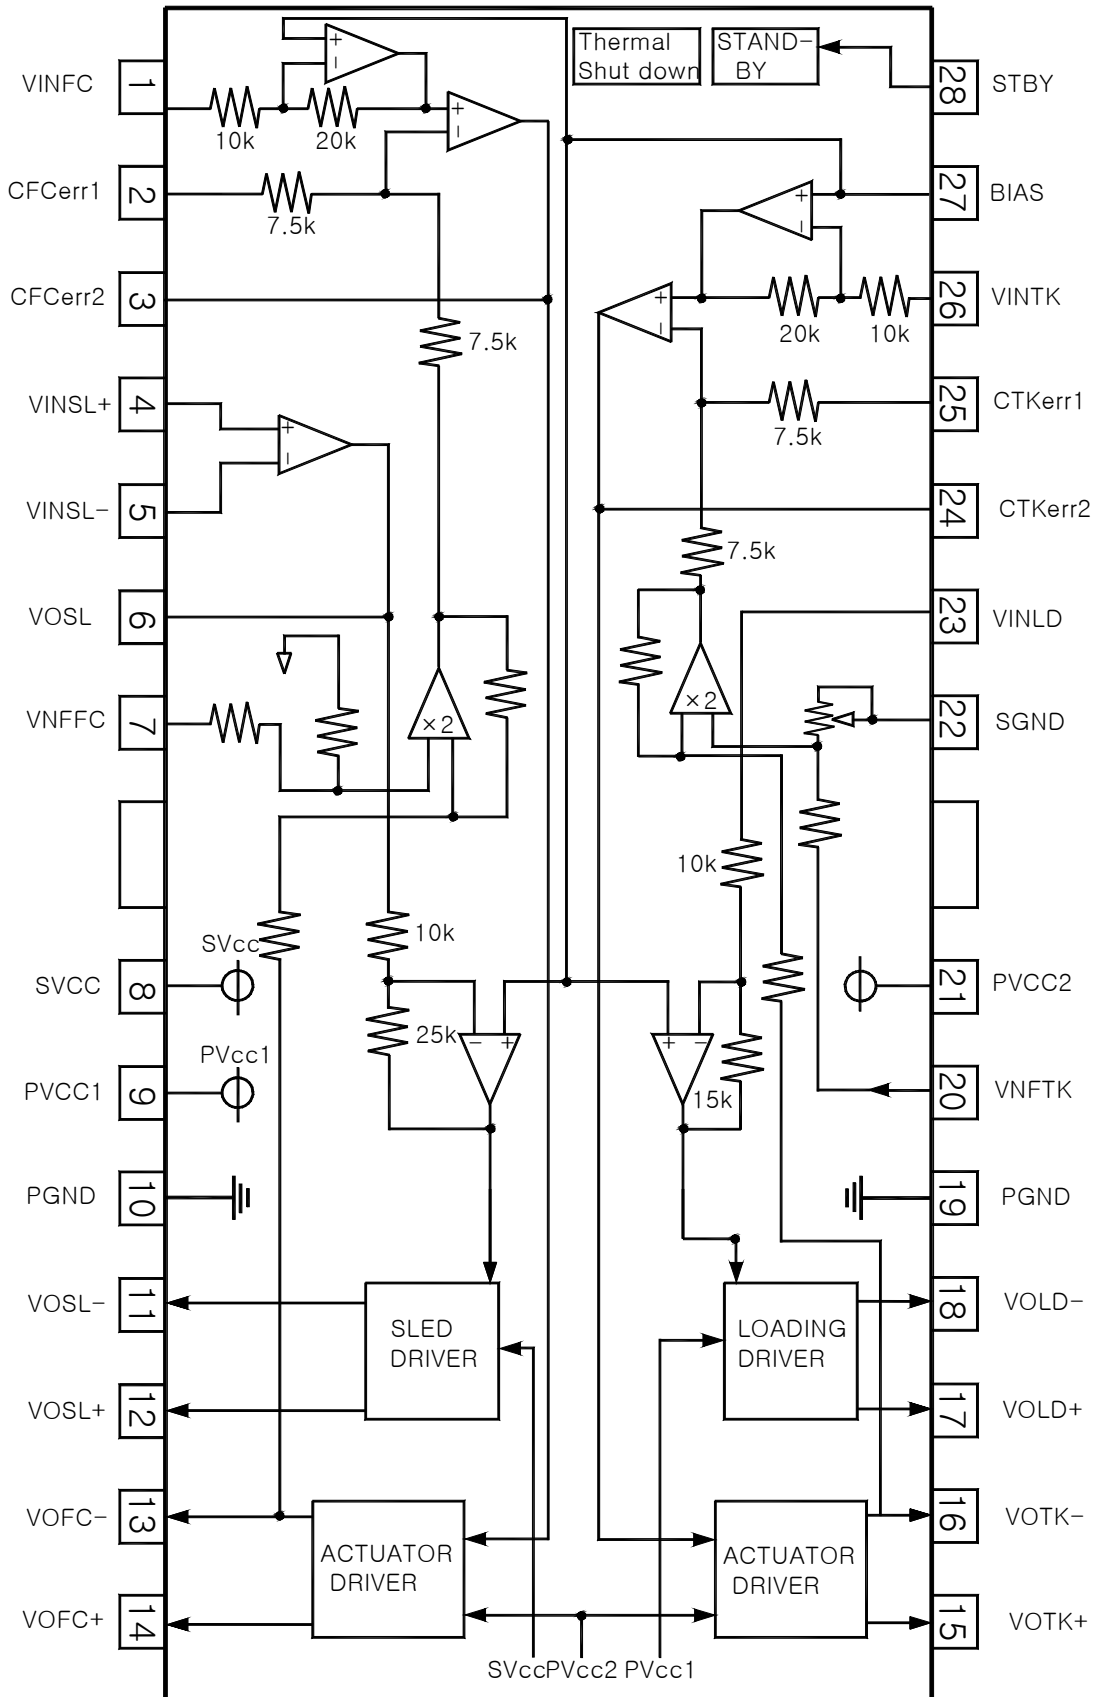 Thermal
Shut down
STAND-
BY
VINFC
1
+
-
10k
20k
+
-
28
STBY
CFCerr1
2
7.5k
+
-
27
BIAS
CFCerr2
3
7.5k
+
-
20k
10k
26
VINTK
VINSL+
4
+
-
7.5k
25
CTKerr1
VINSL-
5
7.5k
24
CTKerr2
VOSL
6
23
VINLD
VNFFC
7
×2
×2
22
SGND
10k
10k
SVcc
SVCC
8
21
PVCC2
25k
-
+
+
-
15k
PVcc1
PVCC1
9
20
VNFTK
PGND
10
19
PGND
VOSL-
11
SLED
DRIVER
LOADING
DRIVER
18
VOLD-
VOSL+
12
17
VOLD+
VOFC-
13
ACTUATOR
DRIVER
ACTUATOR
DRIVER
16
VOTK-
VOFC+
14
15
VOTK+
SVcc
PVcc2
PVcc1